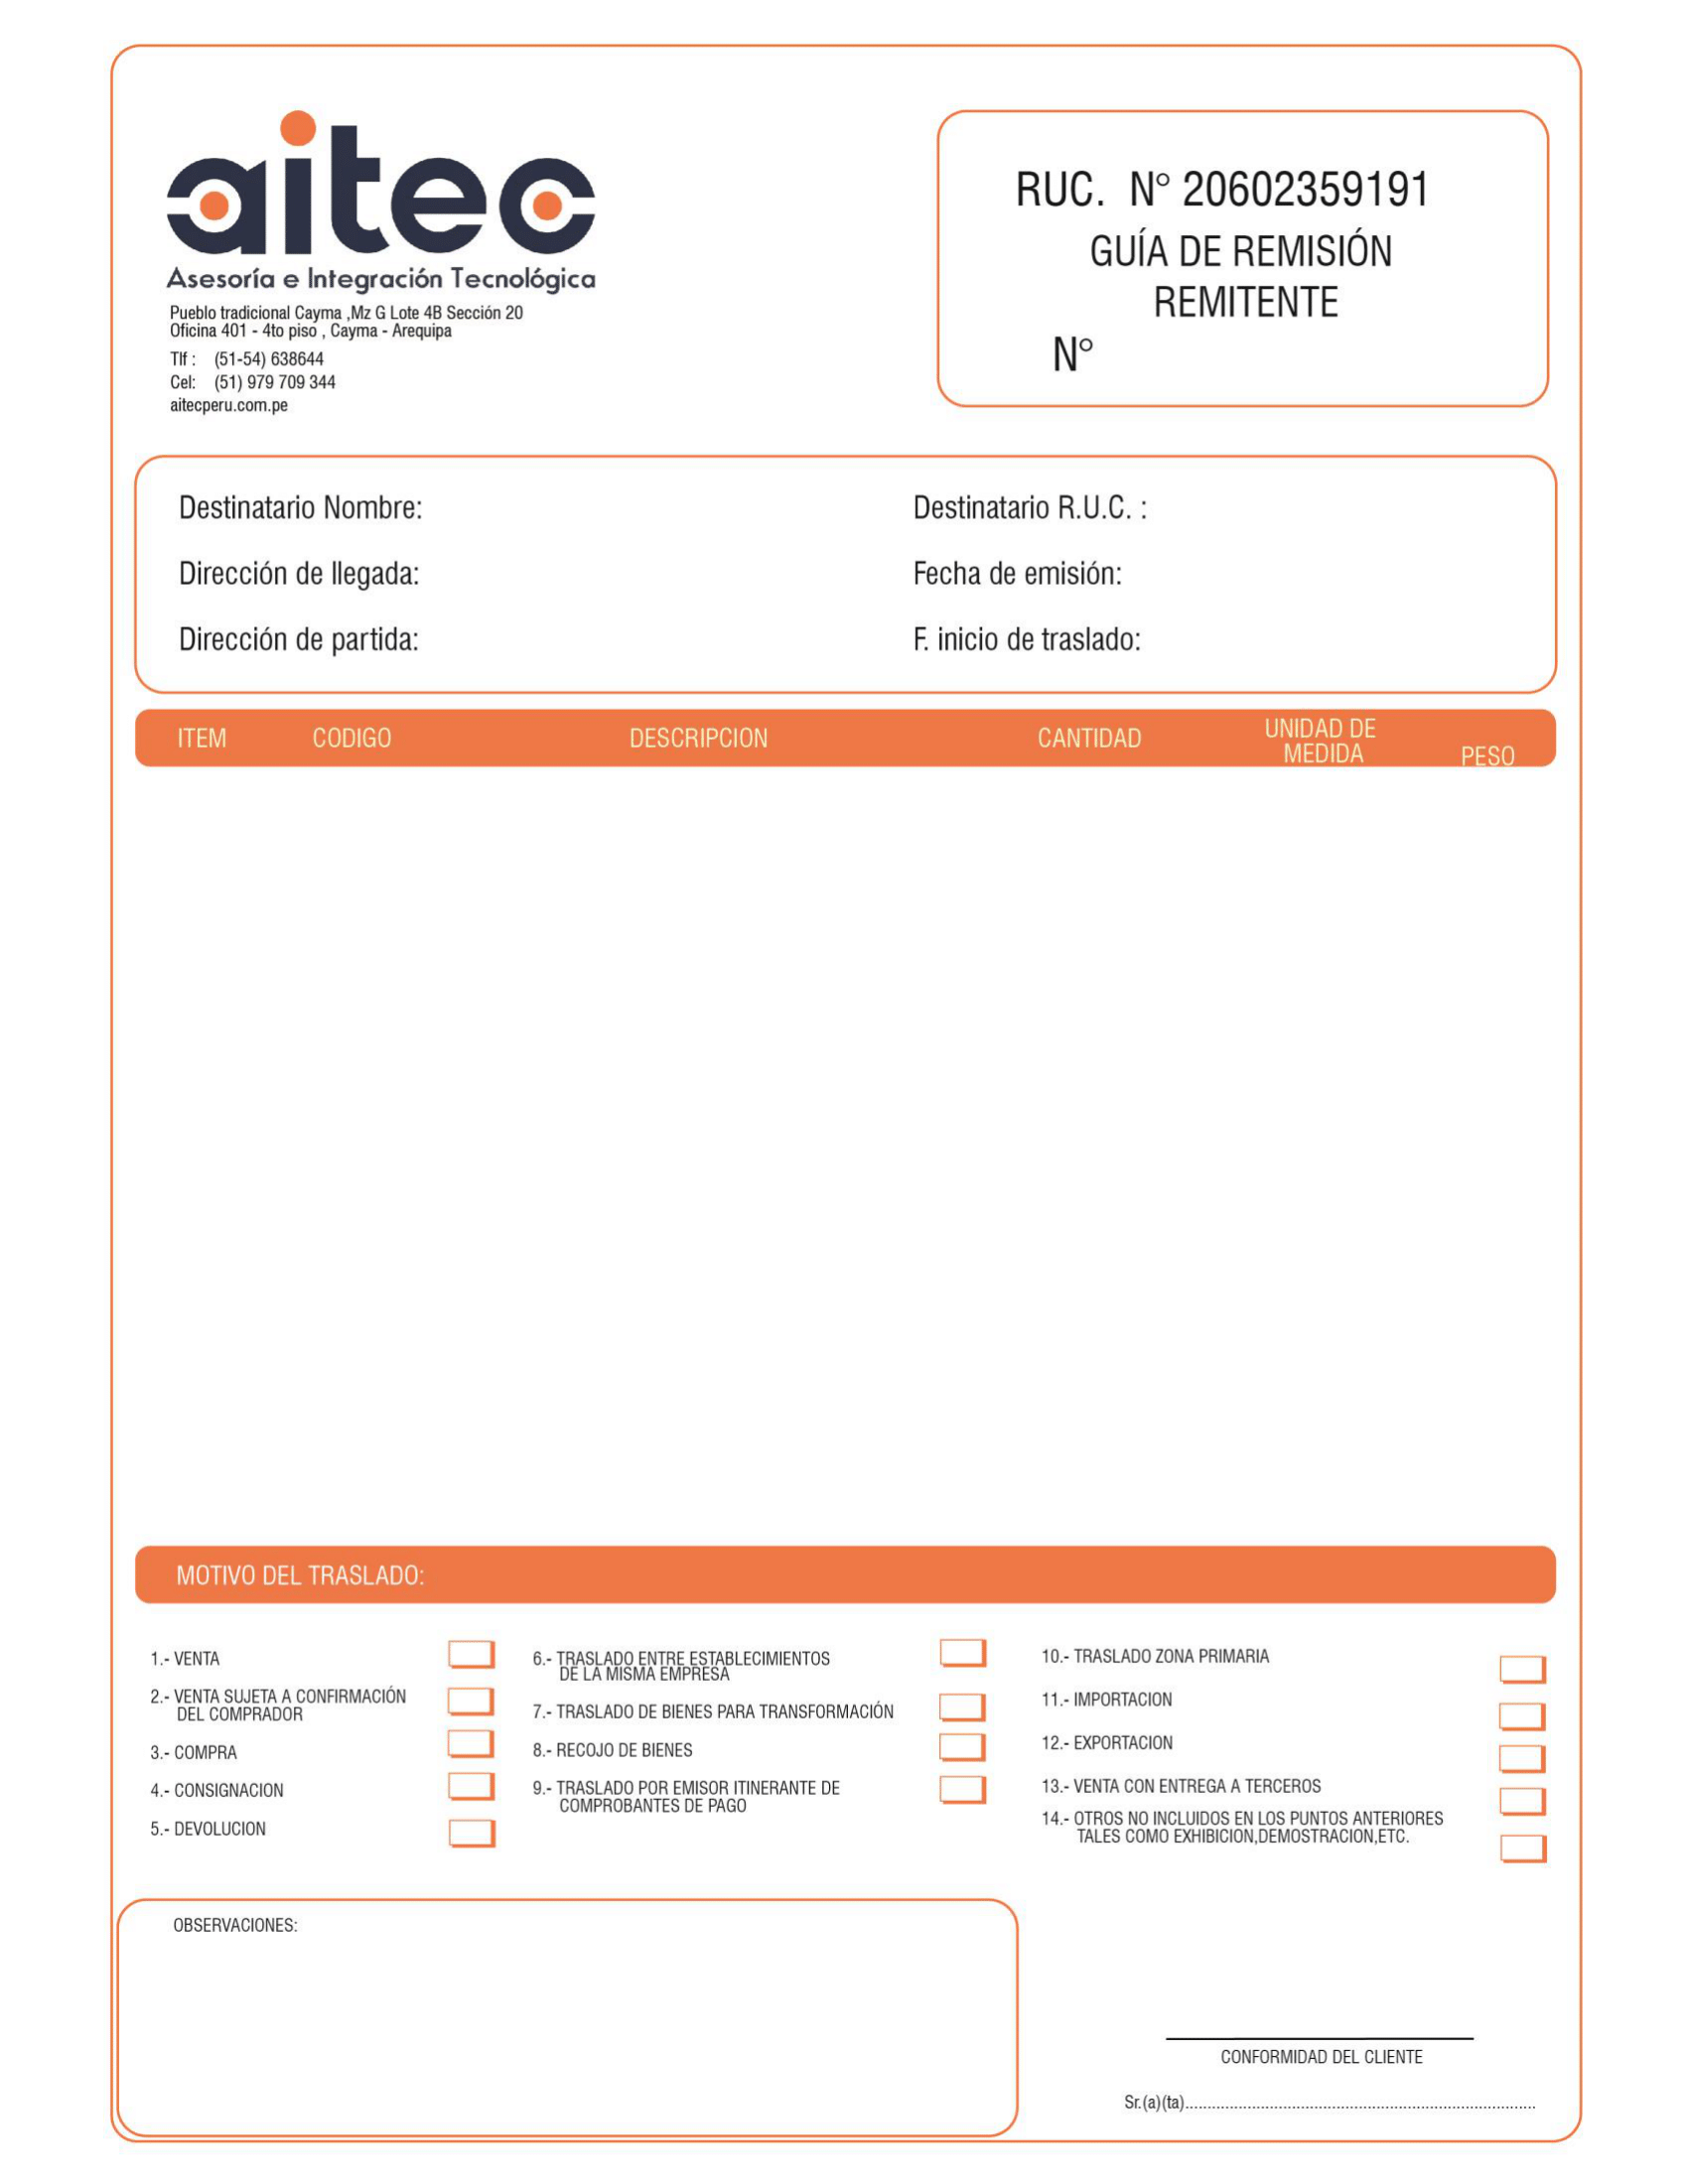 aitec
Asesoría e Integración Tecnológica
Pueblo tradicional Cayma ,Mz G Lote 4B Sección 20
Oficina 401 - 4to piso , Cayma - Arequipa
Tlf : (51-54) 638644
Cel: (51) 979 709 344
aitecperu.com.pe
RUC. N° 20602359191
GUÍA DE REMISIÓN
REMITENTE
N°
Destinatario Nombre:
Destinatario R.U.C. :
Dirección de llegada:
Fecha de emisión:
Dirección de partida:
F. inicio de traslado:
ITEM CODIGO DESCRIPCION CANTIDAD UNIDAD DE
MEDIDA PESO
MOTIVO DEL TRASLADO:
1.- VENTA
2.- VENTA SUJETA A CONFIRMACIÓN
DEL COMPRADOR
3.- COMPRA
4.- CONSIGNACION
5.- DEVOLUCION
6.- TRASLADO ENTRE ESTABLECIMIENTOS
DE LA MISMA EMPRESA
7.- TRASLADO DE BIENES PARA TRANSFORMACIÓN
8.- RECOJO DE BIENES
9.- TRASLADO POR EMISOR ITINERANTE DE
COMPROBANTES DE PAGO
10.- TRASLADO ZONA PRIMARIA
11.- IMPORTACION
12.- EXPORTACION
13.- VENTA CON ENTREGA A TERCEROS
14.- OTROS NO INCLUIDOS EN LOS PUNTOS ANTERIORES
TALES COMO EXHIBICION,DEMOSTRACION,ETC.
OBSERVACIONES:
CONFORMIDAD DEL CLIENTE
Sr.(a)(ta)...............................................................................